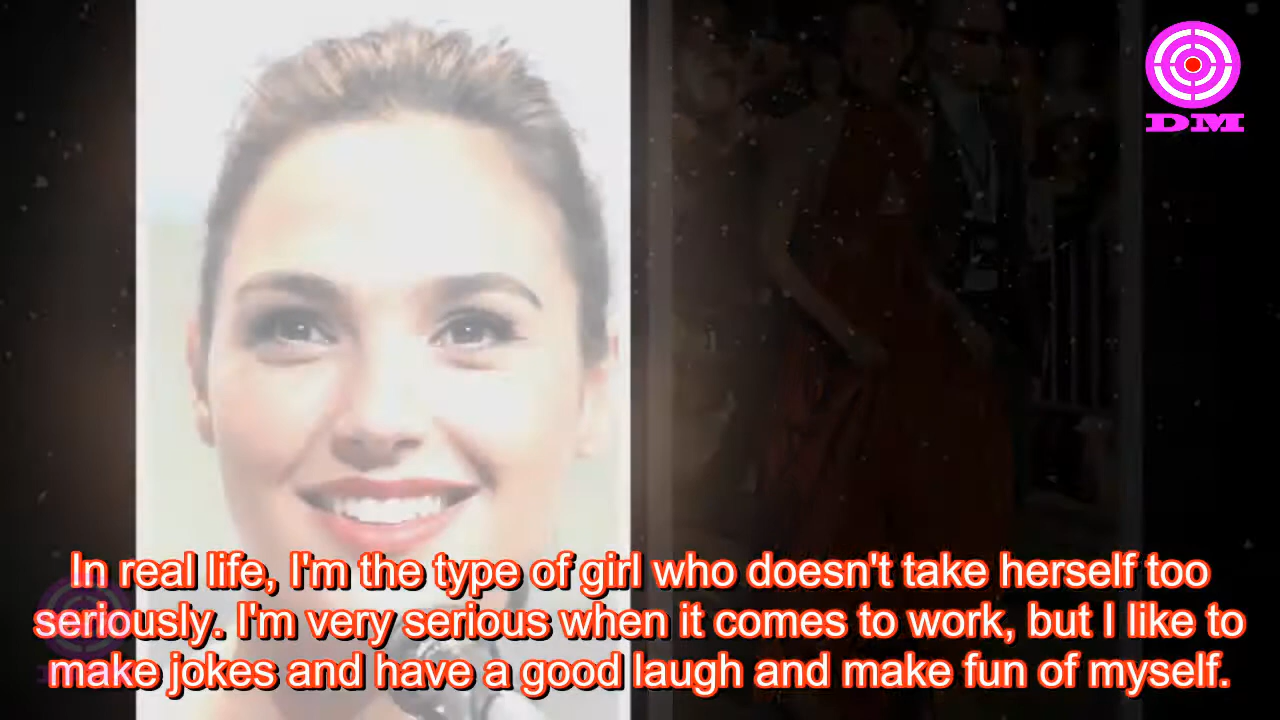 DM
In real life, I'm the type of girl who doesn't take herself too
seriously. I'm very serious when it comes to work, but I like to
make jokes and have a good laugh and make fun of myself.